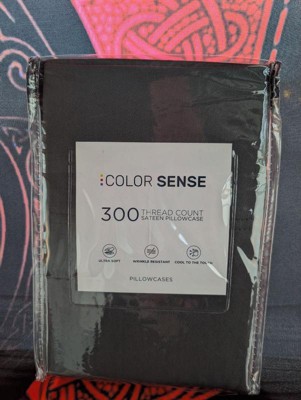 COLOR SENSE
300 THREAD COUNT
SATEEN PILLOWCASE
ULTRA SOFT
WRINKLE RESISTANT
COOL TO THE TOUCH
PILLOWCASES